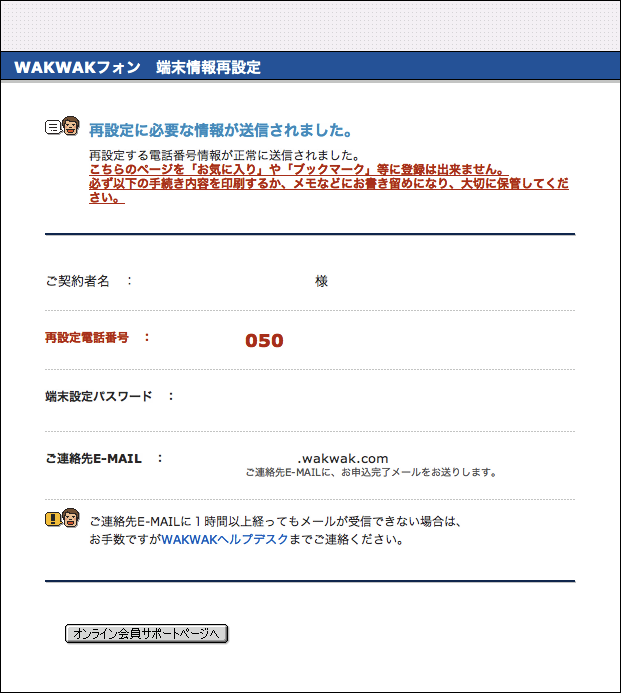 WAKWAKフォン　端末情報再設定
再設定に必要な情報が送信されました。
再設定する電話番号情報が正常に送信されました。
こちらのページを「お気に入り」や「ブックマーク」等に登録は出来ません。
必ず以下の手続き内容を印刷するか、メモなどにお書き留めになり、大切に保管してくだ
さい。
ご契約者名　： 様
再設定電話番号　： 050
端末設定パスワード　：
ご連絡先E-MAIL　： .wakwak.com
ご連絡先E-MAILに、お申込完了メールをお送りします。
ご連絡先E-MAILに１時間以上経ってもメールが受信できない場合は、
お手数ですがWAKWAKヘルプデスクまでご連絡ください。
オンライン会員サポートページへ